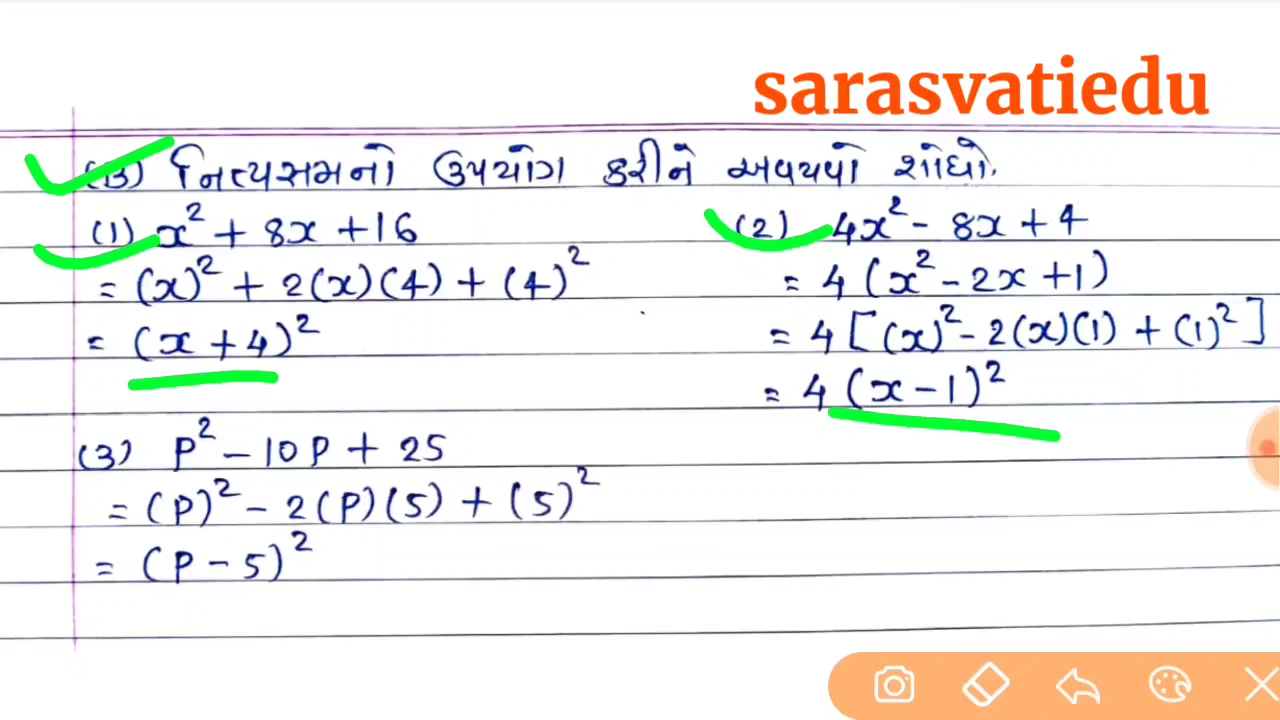 sarasvatiedu
(૩) નિત્યસમનો ઉપયોગ કરીને અવયવો શોધો.
(1) x² + 8x + 16
= (x)² + 2(x)(4) + (4)²
= (x + 4)²
(2) 4x² - 8x + 4
= 4 (x² - 2x + 1)
= 4 [(x)² - 2(x)(1) + (1)²]
= 4 (x - 1)²
(3) P² - 10P + 25
= (P)² - 2(P)(5) + (5)²
= (P - 5)²